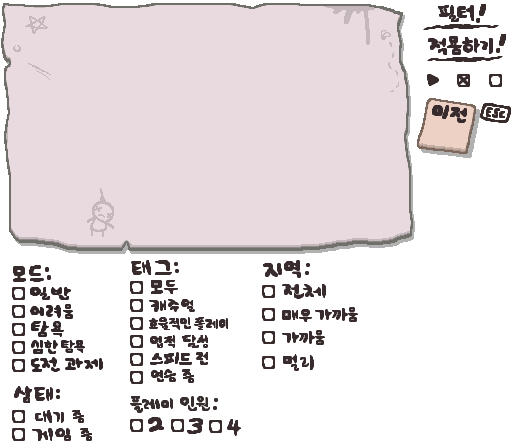 필터!
적용하기!
이전 ESC
모드:
일반
어려움
탐욕
심한 탐욕
도전 과제
상태:
대기 중
게임 중
태그:
모두
캐쥬얼
효율적인 플레이
업적 달성
스피드 런
연승 중
플레이 인원:
2 3 4
지역:
전체
매우 가까움
가까움
멀리